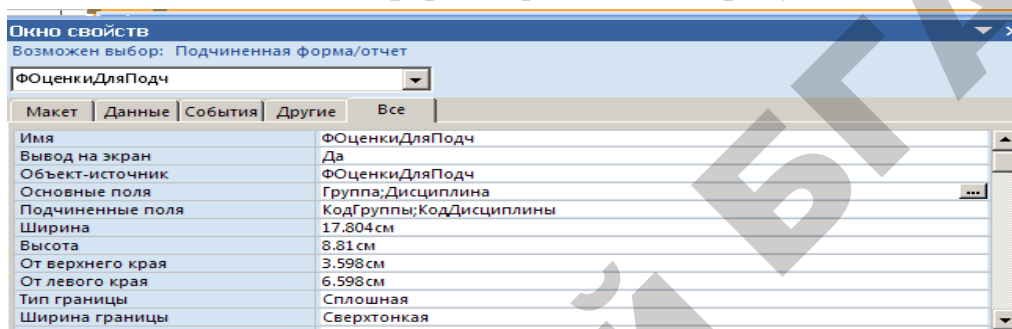 Окно свойств
Возможен выбор: Подчиненная форма/отчет
ФОценкиДляПодч
Макет Данные События Другие Все
Имя ФОценкиДляПодч
Вывод на экран Да
Объект-источник ФОценкиДляПодч
Основные поля Группа;Дисциплина ...
Подчиненные поля КодГруппы;КодДисциплины
Ширина 17.804см
Высота 8.81см
От верхнего края 3.598см
От левого края 6.598см
Тип границы Сплошная
Ширина границы Сверхтонкая